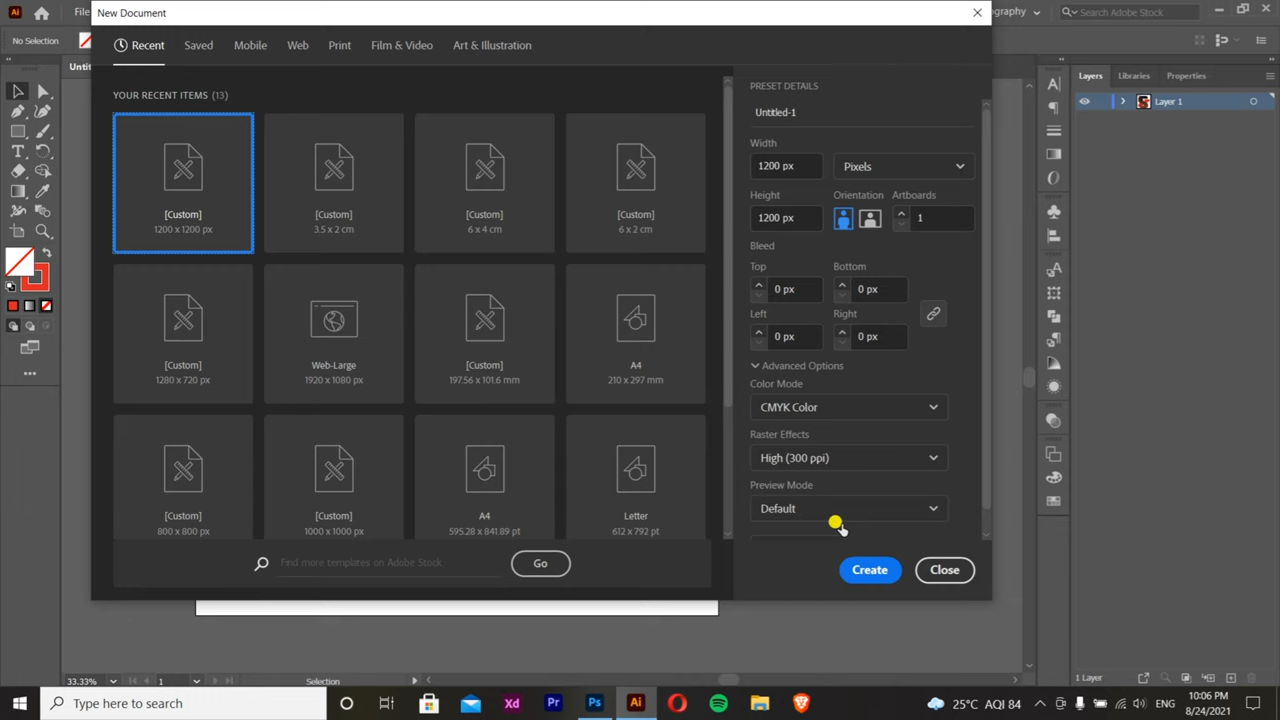 New Document
Ai
File
ography
Search Adobe Stock
No Selection
Recent
Saved
Mobile
Web
Print
Film & Video
Art & Illustration
YOUR RECENT ITEMS (13)
[Custom]
1200 x 1200 px
[Custom]
3.5 x 2 cm
[Custom]
6 x 4 cm
[Custom]
6 x 2 cm
[Custom]
1280 x 720 px
Web-Large
1920 x 1080 px
[Custom]
197.56 x 101.6 mm
A4
210 x 297 mm
[Custom]
800 x 800 px
[Custom]
1000 x 1000 px
A4
595.28 x 841.89 pt
Letter
612 x 792 pt
Find more templates on Adobe Stock
Go
PRESET DETAILS
Untitled-1
Width
1200 px
Pixels
Height
Orientation
Artboards
1200 px
1
Bleed
Top
Bottom
0 px
0 px
Left
Right
0 px
0 px
Advanced Options
Color Mode
CMYK Color
Raster Effects
High (300 ppi)
Preview Mode
Default
Create
Close
Layers
Libraries
Properties
Layer 1
1 Layer
33.33%
1
Selection
Type here to search
Xd
Pr
Ps
Ai
25°C AQI 84
ENG
10:06 PM
8/24/2021